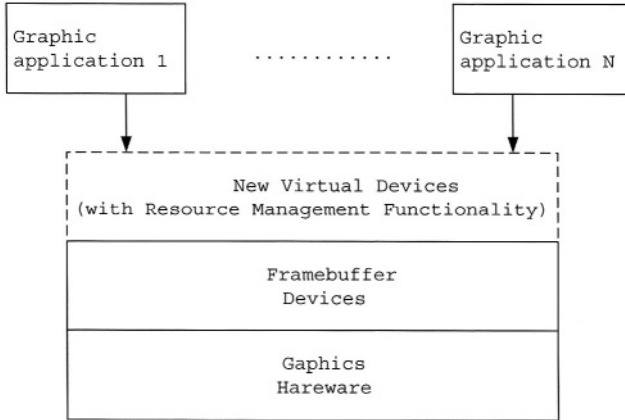 Graphic
application 1
............
Graphic
application N
New Virtual Devices
(with Resource Management Functionality)
Framebuffer
Devices
Gaphics
Hareware